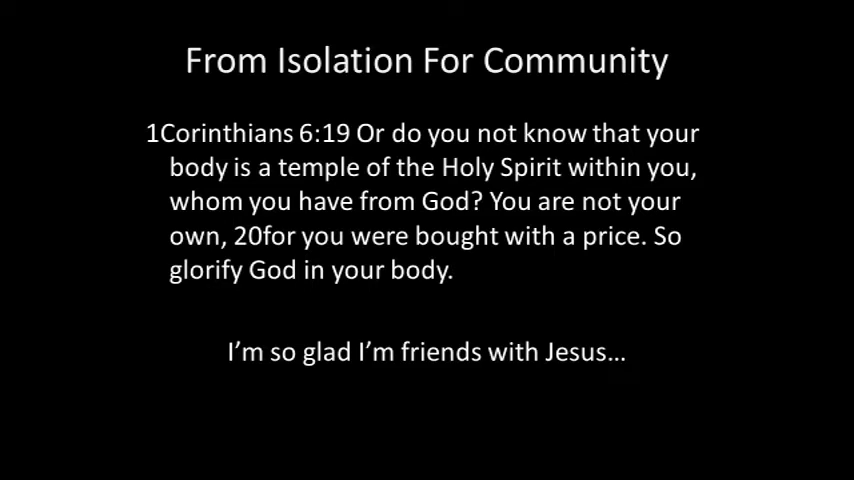 From Isolation For Community
1Corinthians 6:19 Or do you not know that your
body is a temple of the Holy Spirit within you,
whom you have from God? You are not your
own, 20for you were bought with a price. So
glorify God in your body.
I’m so glad I’m friends with Jesus…